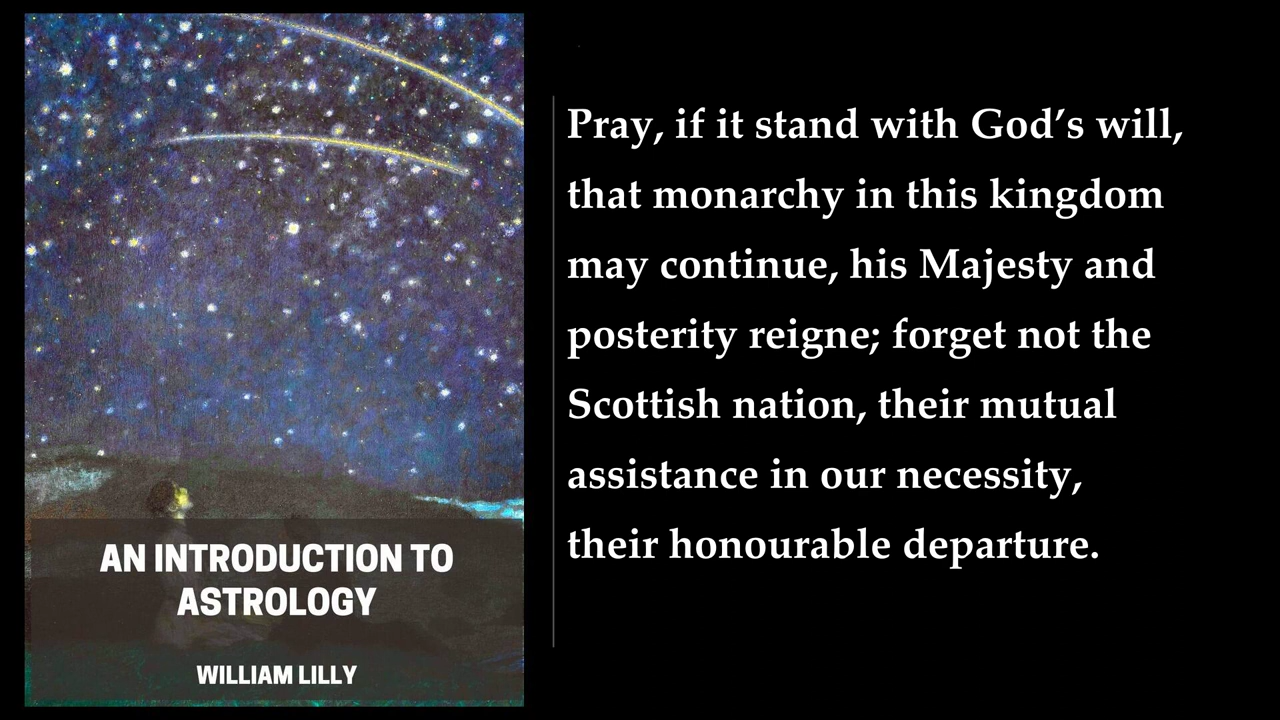 AN INTRODUCTION TO
ASTROLOGY
WILLIAM LILLY
Pray, if it stand with God’s will,
that monarchy in this kingdom
may continue, his Majesty and
posterity reigne; forget not the
Scottish nation, their mutual
assistance in our necessity,
their honourable departure.